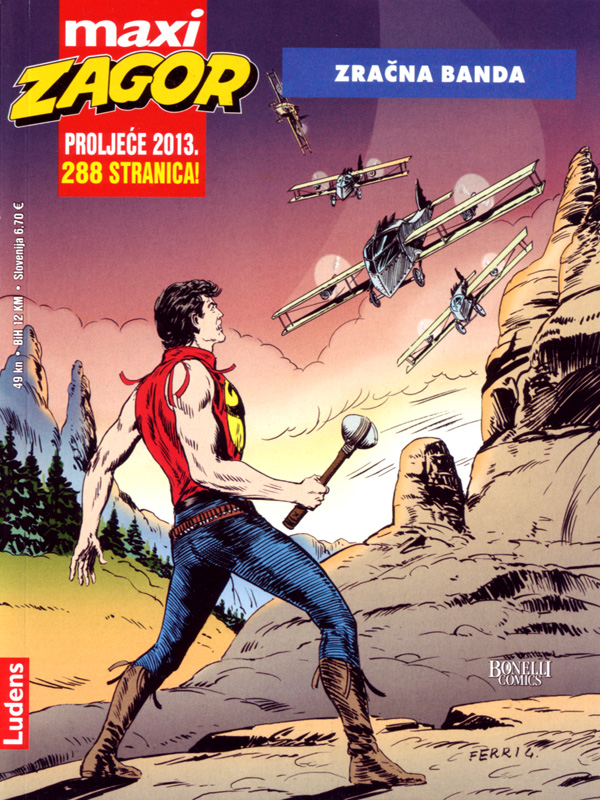 maxi
ZAGOR
PROLJEĆE 2013.
288 STRANICA!
ZRAČNA BANDA
49 kn • BIH 12 KM • Slovenija 6.70 €
Ludens
BONELLI
COMICS
FERRI G.